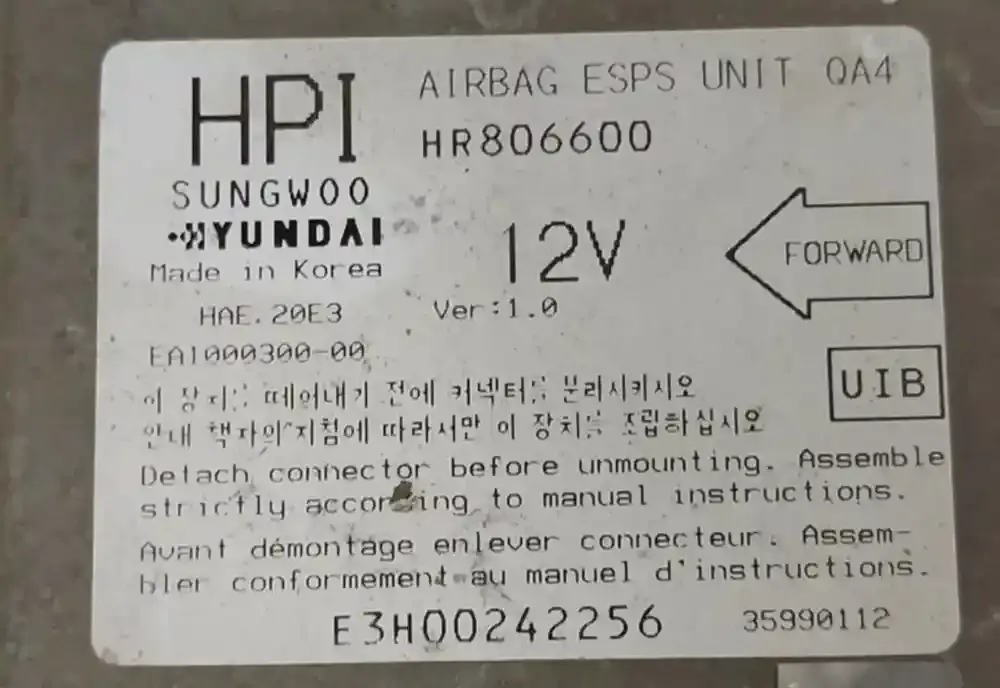 HPI
AIRBAG ESPS UNIT QA4
HR806600
SUNGWOO
HYUNDAI
Made in Korea
12V
FORWARD
HAE.20E3
Ver:1.0
EA1000300-00
UIB
이 장치를 떼어내기 전에 커넥터를 분리시키시오
안내 책자의 지침에 따라서만 이 장치를 조립하십시오
Detach connector before unmounting. Assemble
strictly according to manual instructions.
Avant démontage enlever connecteur. Assem-
bler conformement au manuel d'instructions.
E3H00242256
35990112